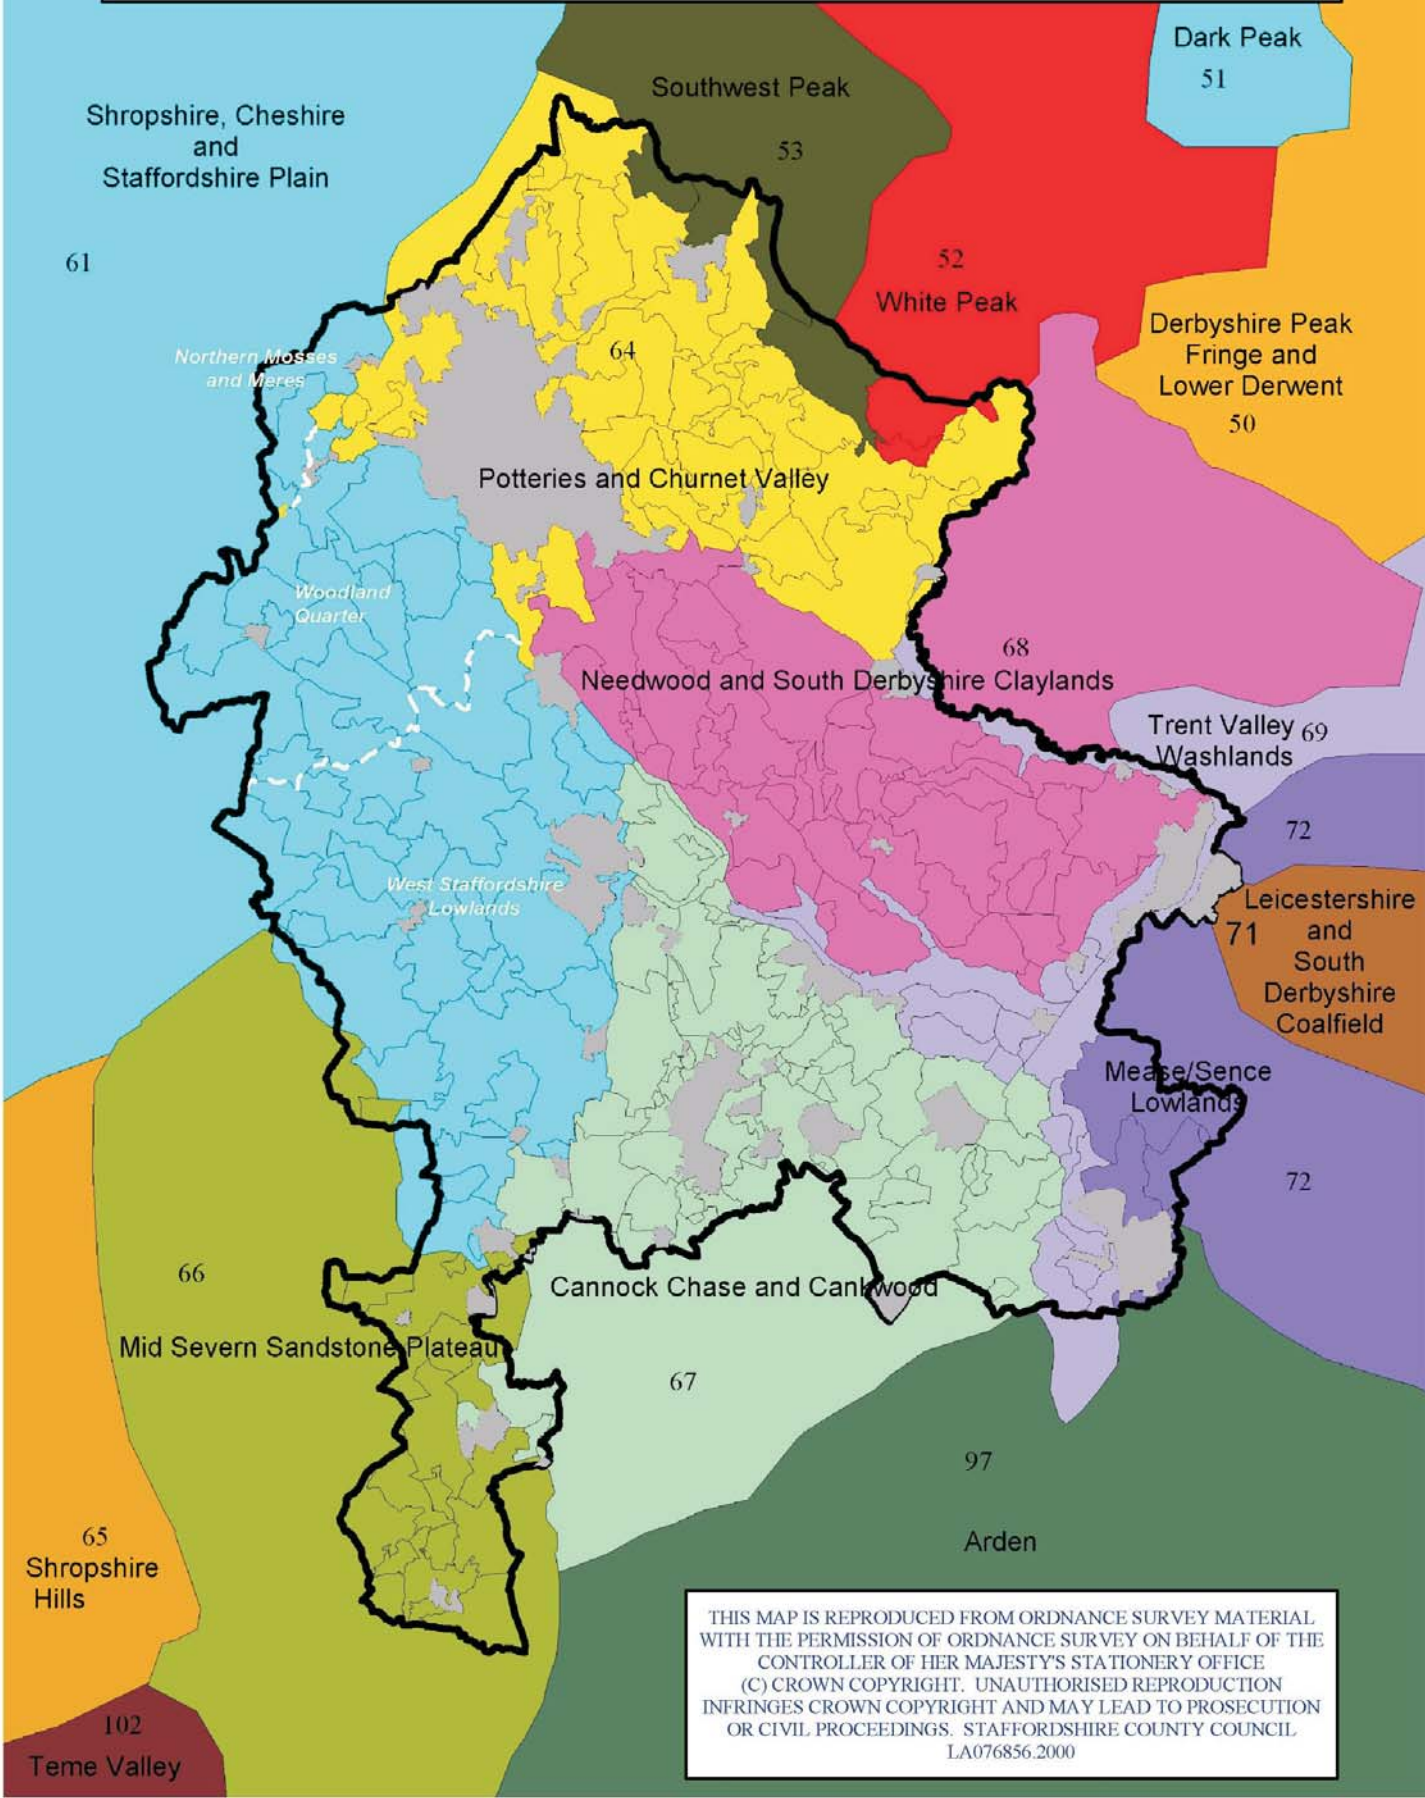 Dark Peak
51
Southwest Peak
53
Shropshire, Cheshire
and
Staffordshire Plain
61
52
White Peak
Derbyshire Peak
Fringe and
Lower Derwent
50
Northern Mosses
and Meres
64
Potteries and Churnet Valley
Woodland
Quarter
68
Needwood and South Derbyshire Claylands
Trent Valley 69
Washlands
72
West Staffordshire
Lowlands
Leicestershire
71 and
South
Derbyshire
Coalfield
Mease/Sence
Lowlands
72
66
Cannock Chase and Cankwood
Mid Severn Sandstone Plateau
67
97
Arden
65
Shropshire
Hills
102
Teme Valley
THIS MAP IS REPRODUCED FROM ORDNANCE SURVEY MATERIAL
WITH THE PERMISSION OF ORDNANCE SURVEY ON BEHALF OF THE
CONTROLLER OF HER MAJESTY'S STATIONERY OFFICE
(C) CROWN COPYRIGHT. UNAUTHORISED REPRODUCTION
INFRINGES CROWN COPYRIGHT AND MAY LEAD TO PROSECUTION
OR CIVIL PROCEEDINGS. STAFFORDSHIRE COUNTY COUNCIL
LA076856.2000